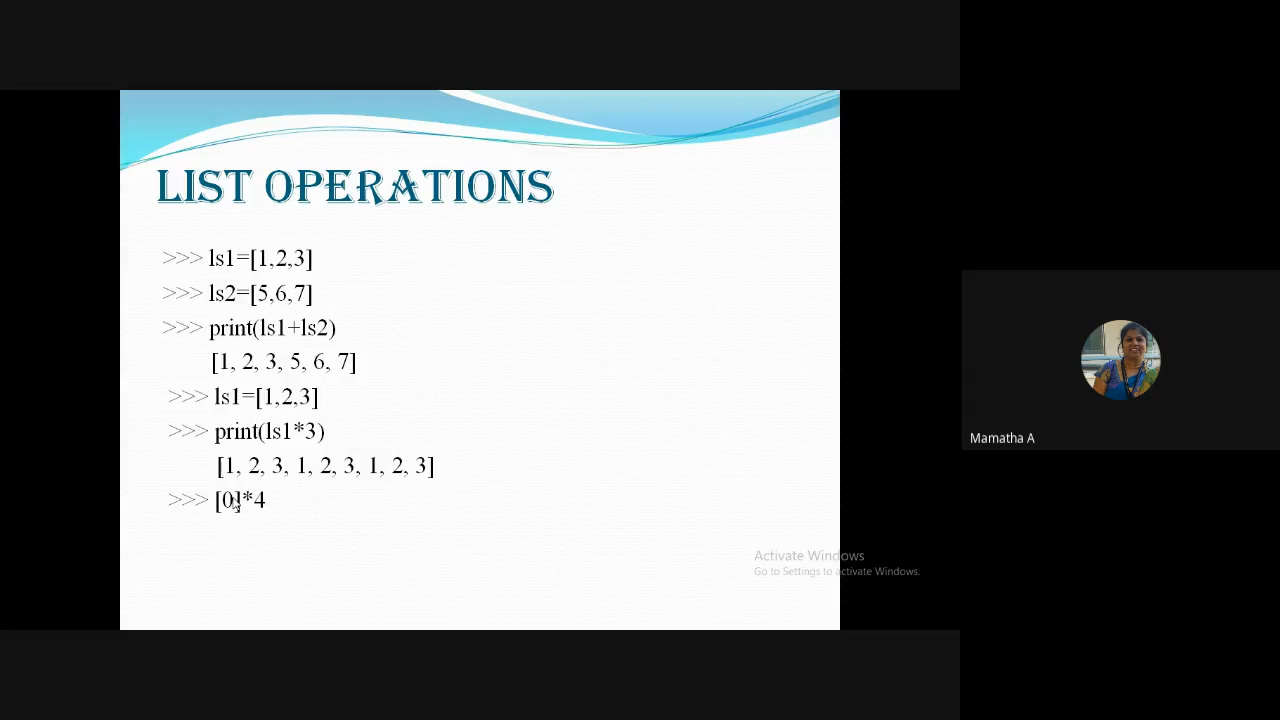 LIST OPERATIONS
>>> ls1=[1,2,3]
>>> ls2=[5,6,7]
>>> print(ls1+ls2)
[1, 2, 3, 5, 6, 7]
>>> ls1=[1,2,3]
>>> print(ls1*3)
[1, 2, 3, 1, 2, 3, 1, 2, 3]
>>> [0]*4
Mamatha A
Activate Windows
Go to Settings to activate Windows.